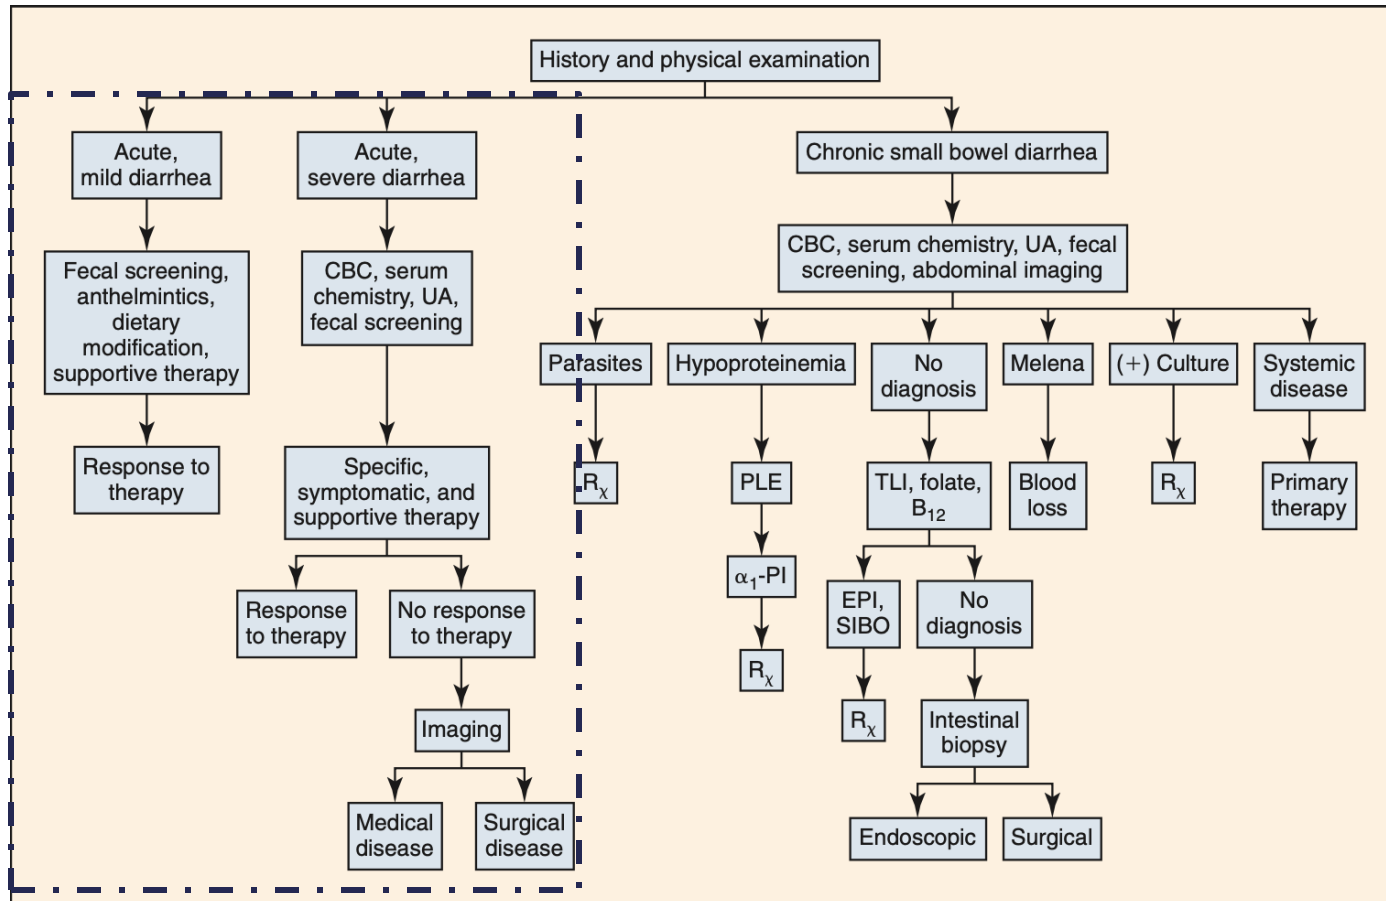 History and physical examination
Acute,
mild diarrhea
Acute,
severe diarrhea
Chronic small bowel diarrhea
Fecal screening,
anthelmintics,
dietary
modification,
supportive therapy
CBC, serum
chemistry, UA,
fecal screening
CBC, serum chemistry, UA, fecal
screening, abdominal imaging
Parasites
Hypoproteinemia
No
diagnosis
Melena
(+) Culture
Systemic
disease
Response to
therapy
Specific,
symptomatic, and
supportive therapy
Rχ
PLE
TLI, folate,
B12
Blood
loss
Rχ
Primary
therapy
Response
to therapy
No response
to therapy
α1-PI
EPI,
SIBO
No
diagnosis
Rχ
Rχ
Imaging
Intestinal
biopsy
Medical
disease
Surgical
disease
Endoscopic
Surgical